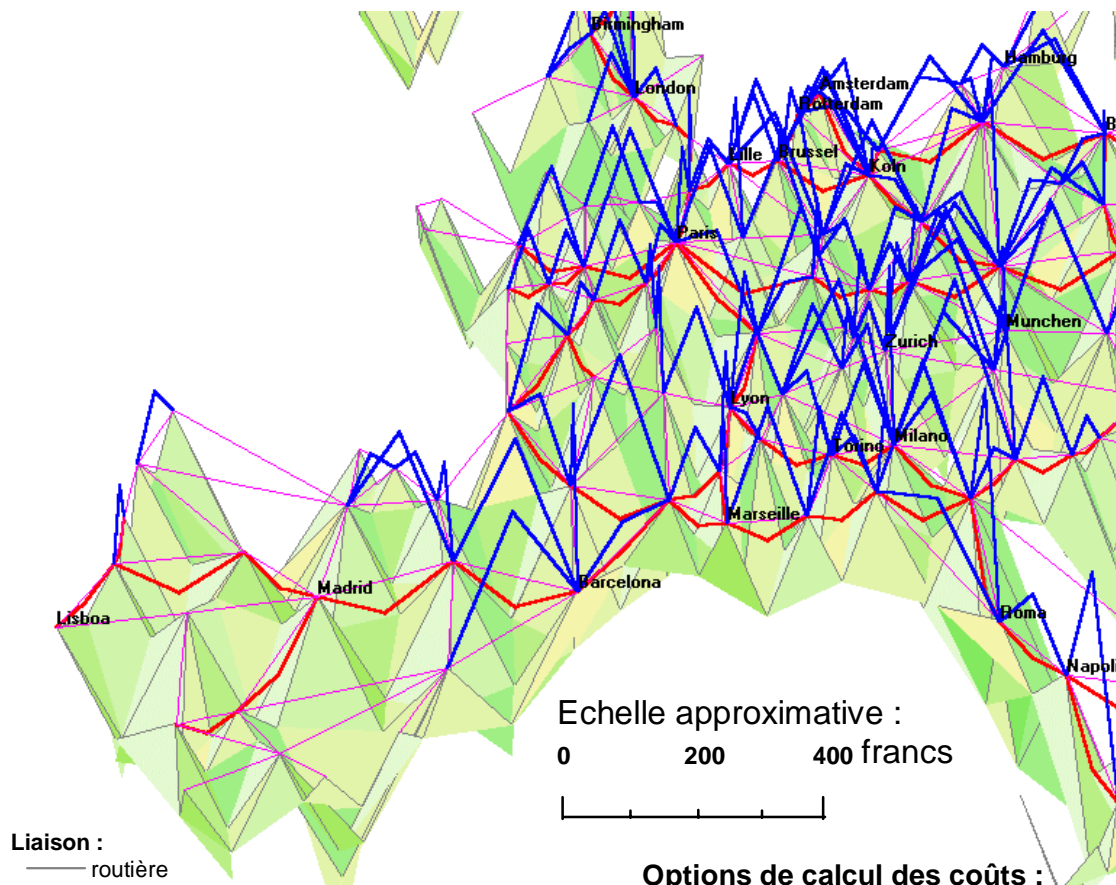 Birmingham
Hamburg
London
Amsterdam
Rotterdam
B
Lille
Brussel
Koln
Paris
Munchen
Zurich
Lyon
Torino
Milano
Marseille
Madrid
Barcelona
Lisboa
Roma
Napoli
Echelle approximative :
0 200 400 francs
Liaison :
routière
Options de calcul des coûts :